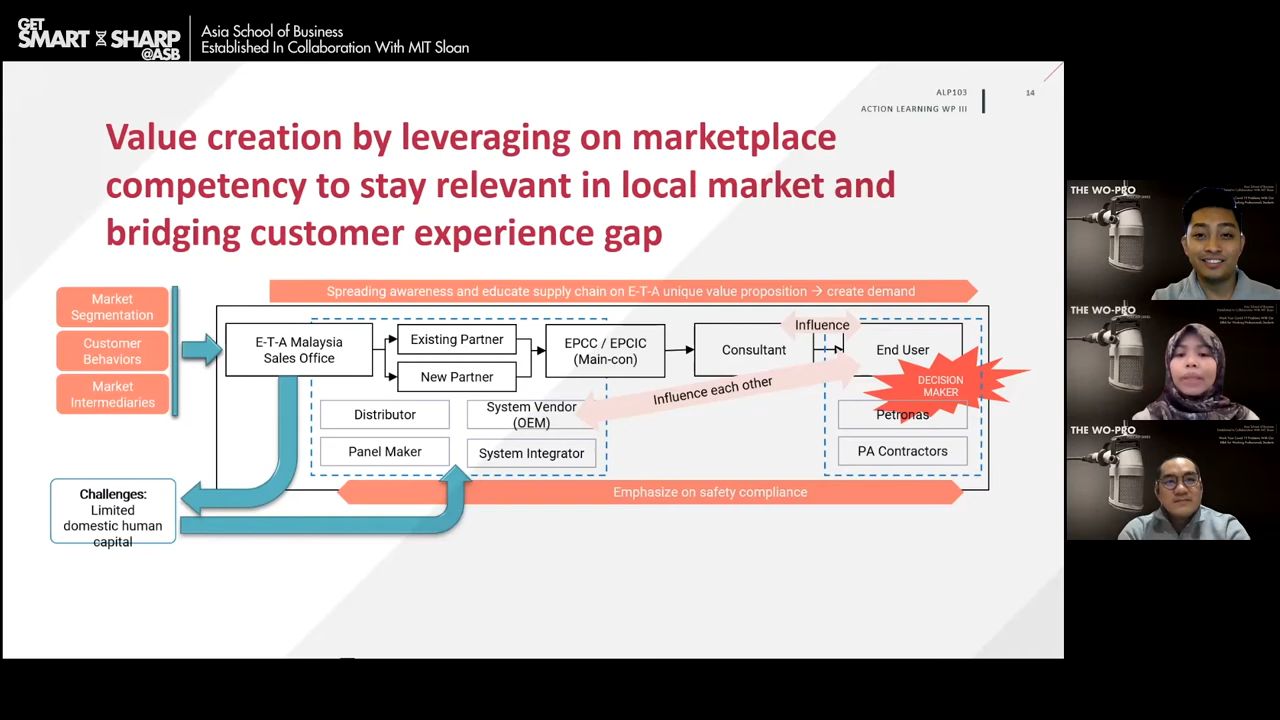 GET
SMART SHARP
@ASB
Asia School of Business
Established In Collaboration With MIT Sloan
ALP103
ACTION LEARNING WP III
14
Value creation by leveraging on marketplace
competency to stay relevant in local market and
bridging customer experience gap
Spreading awareness and educate supply chain on E-T-A unique value proposition → create demand
Market
Segmentation
Customer
Behaviors
Market
Intermediaries
E-T-A Malaysia
Sales Office
Existing Partner
New Partner
EPCC / EPCIC
(Main-con)
Consultant
Influence
End User
DECISION
MAKER
Influence each other
Distributor
System Vendor
(OEM)
Panel Maker
System Integrator
Petronas
PA Contractors
Emphasize on safety compliance
Challenges:
Limited
domestic human
capital
THE WO-PRO
THE WO-PRO
THE WO-PRO